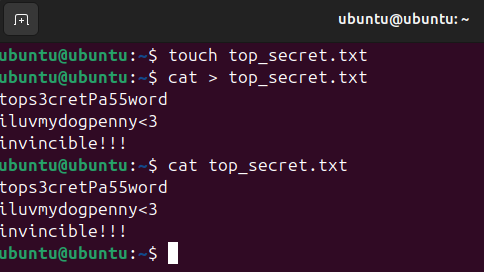 ubuntu@ubuntu: ~
ubuntu@ubuntu:~$ touch top_secret.txt
ubuntu@ubuntu:~$ cat > top_secret.txt
tops3cretPa55word
iluvmydogpenny<3
invincible!!!
ubuntu@ubuntu:~$ cat top_secret.txt
tops3cretPa55word
iluvmydogpenny<3
invincible!!!
ubuntu@ubuntu:~$